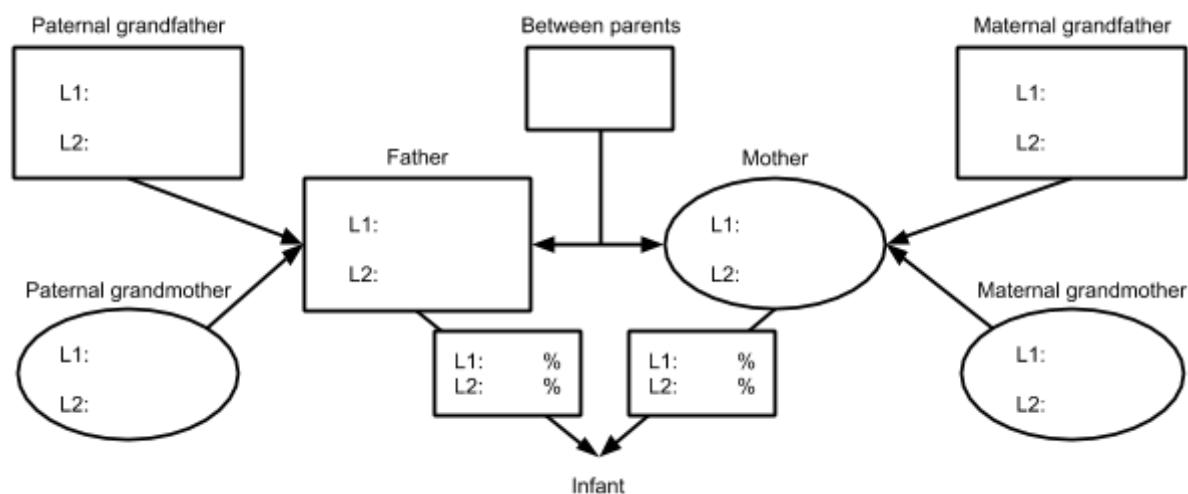 Paternal grandfather
L1:
L2:
Between parents
Maternal grandfather
L1:
L2:
Father
L1:
L2:
Mother
L1:
L2:
Paternal grandmother
L1:
L2:
Maternal grandmother
L1:
L2:
L1: %
L2: %
L1: %
L2: %
Infant